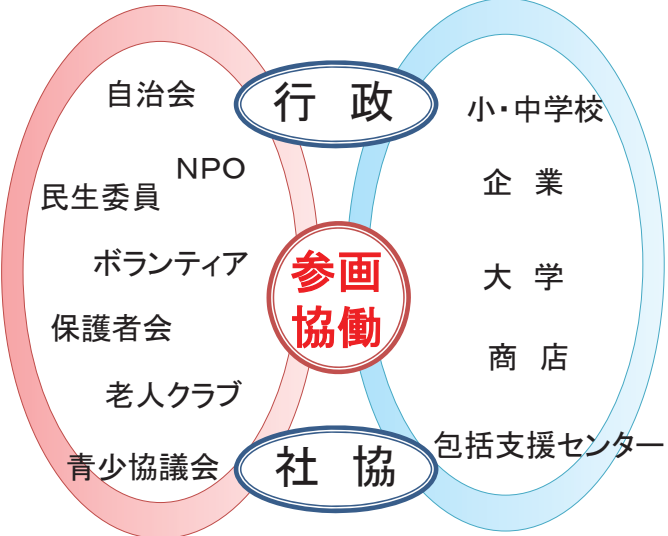 行 政
自治会
NPO
民生委員
ボランティア
保護者会
老人クラブ
青少協議会
参画
協働
小・中学校
企 業
大 学
商 店
包括支援センター
社 協